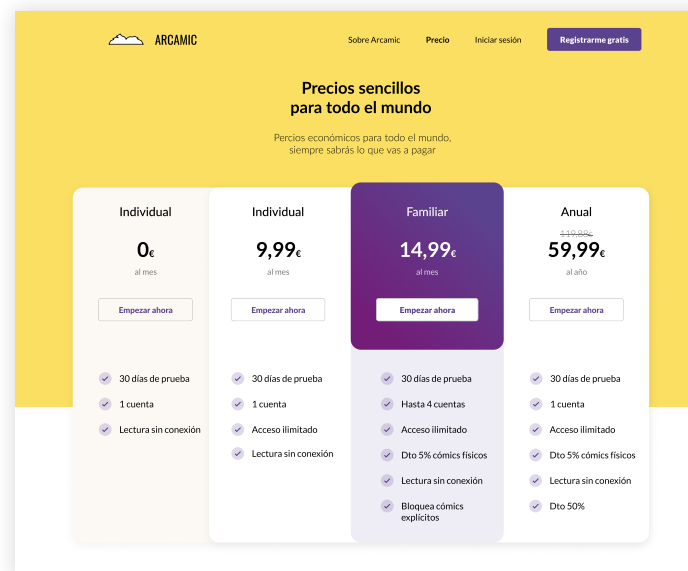 ARCAMIC
Sobre Arcamic
Precio
Iniciar sesión
Registrarme gratis
Precios sencillos
para todo el mundo
Percios económicos para todo el mundo,
siempre sabrás lo que vas a pagar
Individual
0€
al mes
Empezar ahora
30 días de prueba
1 cuenta
Lectura sin conexión
Individual
9,99€
al mes
Empezar ahora
30 días de prueba
1 cuenta
Acceso ilimitado
Lectura sin conexión
Familiar
14,99€
al mes
Empezar ahora
30 días de prueba
Hasta 4 cuentas
Acceso ilimitado
Dto 5% cómics físicos
Lectura sin conexión
Bloquea cómics
explícitos
Anual
119,88€
59,99€
al año
Empezar ahora
30 días de prueba
1 cuenta
Acceso ilimitado
Dto 5% cómics físicos
Lectura sin conexión
Dto 50%